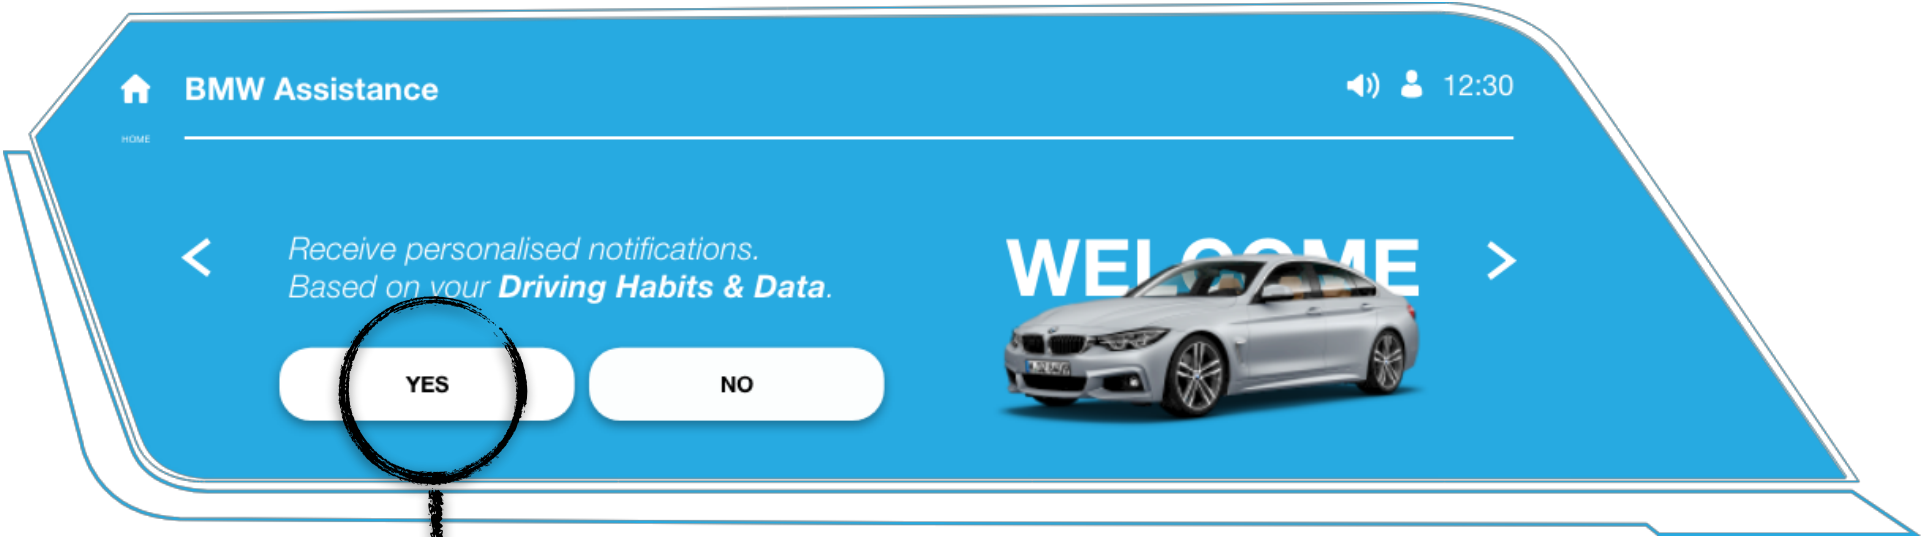 BMW Assistance
12:30
HOME
Receive personalised notifications.
Based on your Driving Habits & Data.
WELCOME
YES
NO